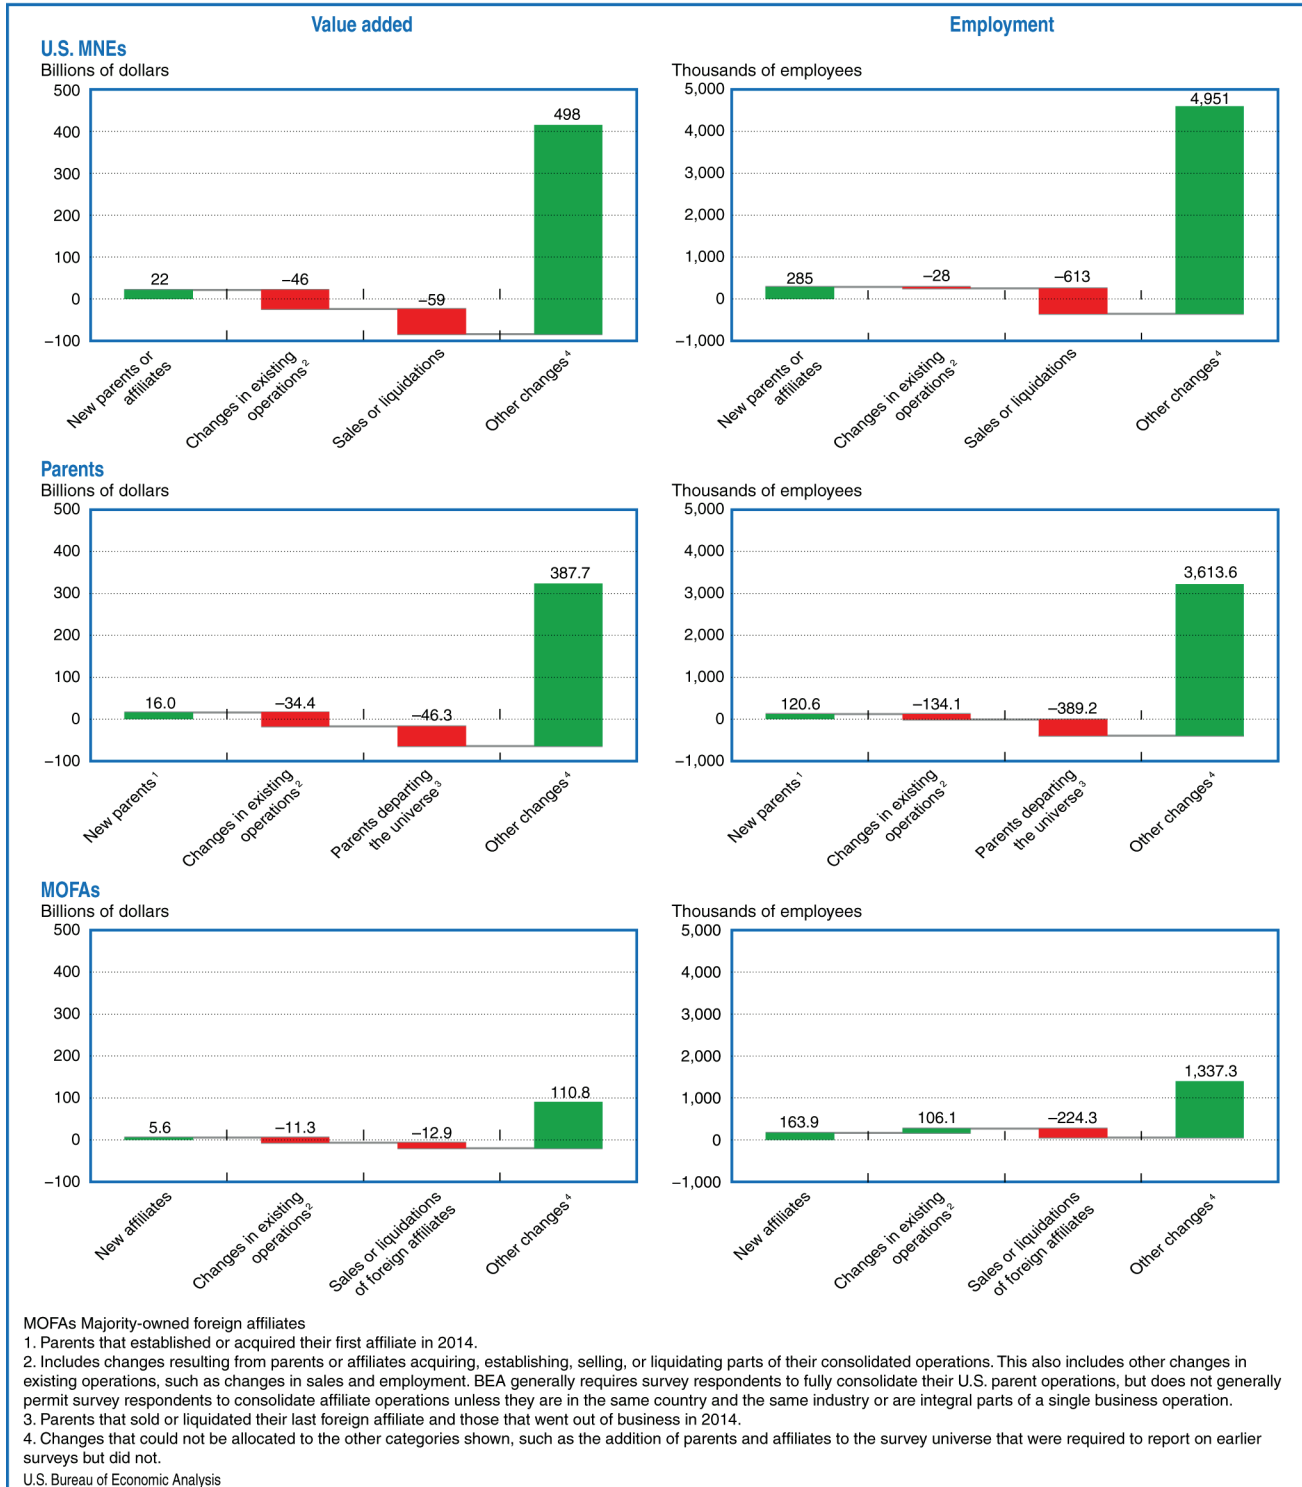 Value added
Employment
U.S. MNEs
Billions of dollars
500
400
300
200
100
0
−100
22
−46
−59
498
New parents or
affiliates
Changes in existing
operations2
Sales or liquidations
Other changes4
Thousands of employees
5,000
4,000
3,000
2,000
1,000
0
−1,000
285
−28
−613
4,951
New parents or
affiliates
Changes in existing
operations2
Sales or liquidations
Other changes4
Parents
Billions of dollars
500
400
300
200
100
0
−100
16.0
−34.4
−46.3
387.7
New parents1
Changes in existing
operations2
Parents departing
the universe3
Other changes4
Thousands of employees
5,000
4,000
3,000
2,000
1,000
0
−1,000
120.6
−134.1
−389.2
3,613.6
New parents1
Changes in existing
operations2
Parents departing
the universe3
Other changes4
MOFAs
Billions of dollars
500
400
300
200
100
0
−100
5.6
−11.3
−12.9
110.8
New affiliates
Changes in existing
operations2
Sales or liquidations
of foreign affiliates
Other changes4
Thousands of employees
5,000
4,000
3,000
2,000
1,000
0
−1,000
163.9
106.1
−224.3
1,337.3
New affiliates
Changes in existing
operations2
Sales or liquidations
of foreign affiliates
Other changes4
MOFAs Majority-owned foreign affiliates
1. Parents that established or acquired their first affiliate in 2014.
2. Includes changes resulting from parents or affiliates acquiring, establishing, selling, or liquidating parts of their consolidated operations. This also includes other changes in
existing operations, such as changes in sales and employment. BEA generally requires survey respondents to fully consolidate their U.S. parent operations, but does not generally
permit survey respondents to consolidate affiliate operations unless they are in the same country and the same industry or are integral parts of a single business operation.
3. Parents that sold or liquidated their last foreign affiliate and those that went out of business in 2014.
4. Changes that could not be allocated to the other categories shown, such as the addition of parents and affiliates to the survey universe that were required to report on earlier
surveys but did not.
U.S. Bureau of Economic Analysis